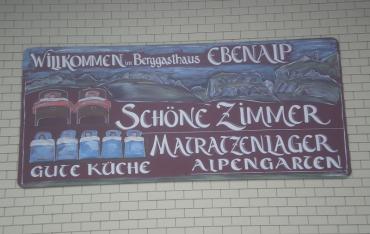 WILLKOMMEN im Berggasthaus EBENALP
SCHÖNE ZIMMER
MATRATZENLAGER
GUTE KÜCHE ALPENGARTEN